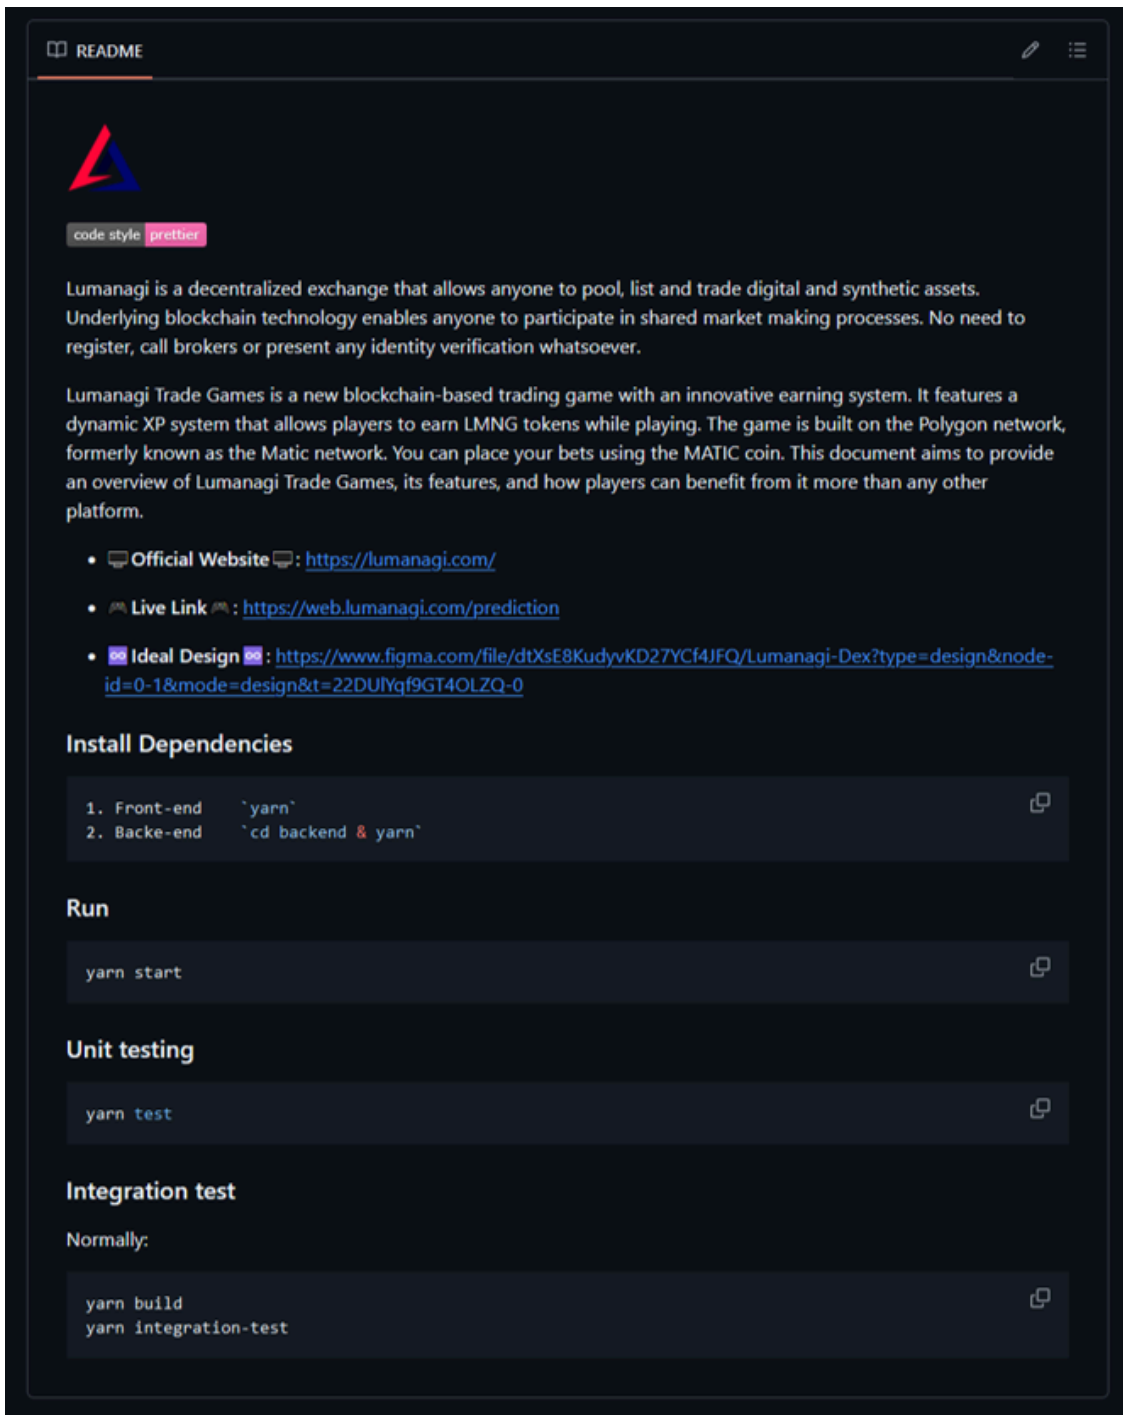 README
code style prettier
Lumanagi is a decentralized exchange that allows anyone to pool, list and trade digital and synthetic assets.
Underlying blockchain technology enables anyone to participate in shared market making processes. No need to
register, call brokers or present any identity verification whatsoever.
Lumanagi Trade Games is a new blockchain-based trading game with an innovative earning system. It features a
dynamic XP system that allows players to earn LMNG tokens while playing. The game is built on the Polygon network,
formerly known as the Matic network. You can place your bets using the MATIC coin. This document aims to provide
an overview of Lumanagi Trade Games, its features, and how players can benefit from it more than any other
platform.
• 🖥️Official Website🖥️: https://lumanagi.com/
• 🎮Live Link🎮: https://web.lumanagi.com/prediction
• ♾️Ideal Design♾️: https://www.figma.com/file/dtXsE8KudyvKD27YCf4JFQ/Lumanagi-Dex?type=design&node-
id=0-1&mode=design&t=22DUlYqf9GT4OLZQ-0
Install Dependencies
1. Front-end    `yarn`
2. Backe-end    `cd backend & yarn`
Run
yarn start
Unit testing
yarn test
Integration test
Normally:
yarn build
yarn integration-test